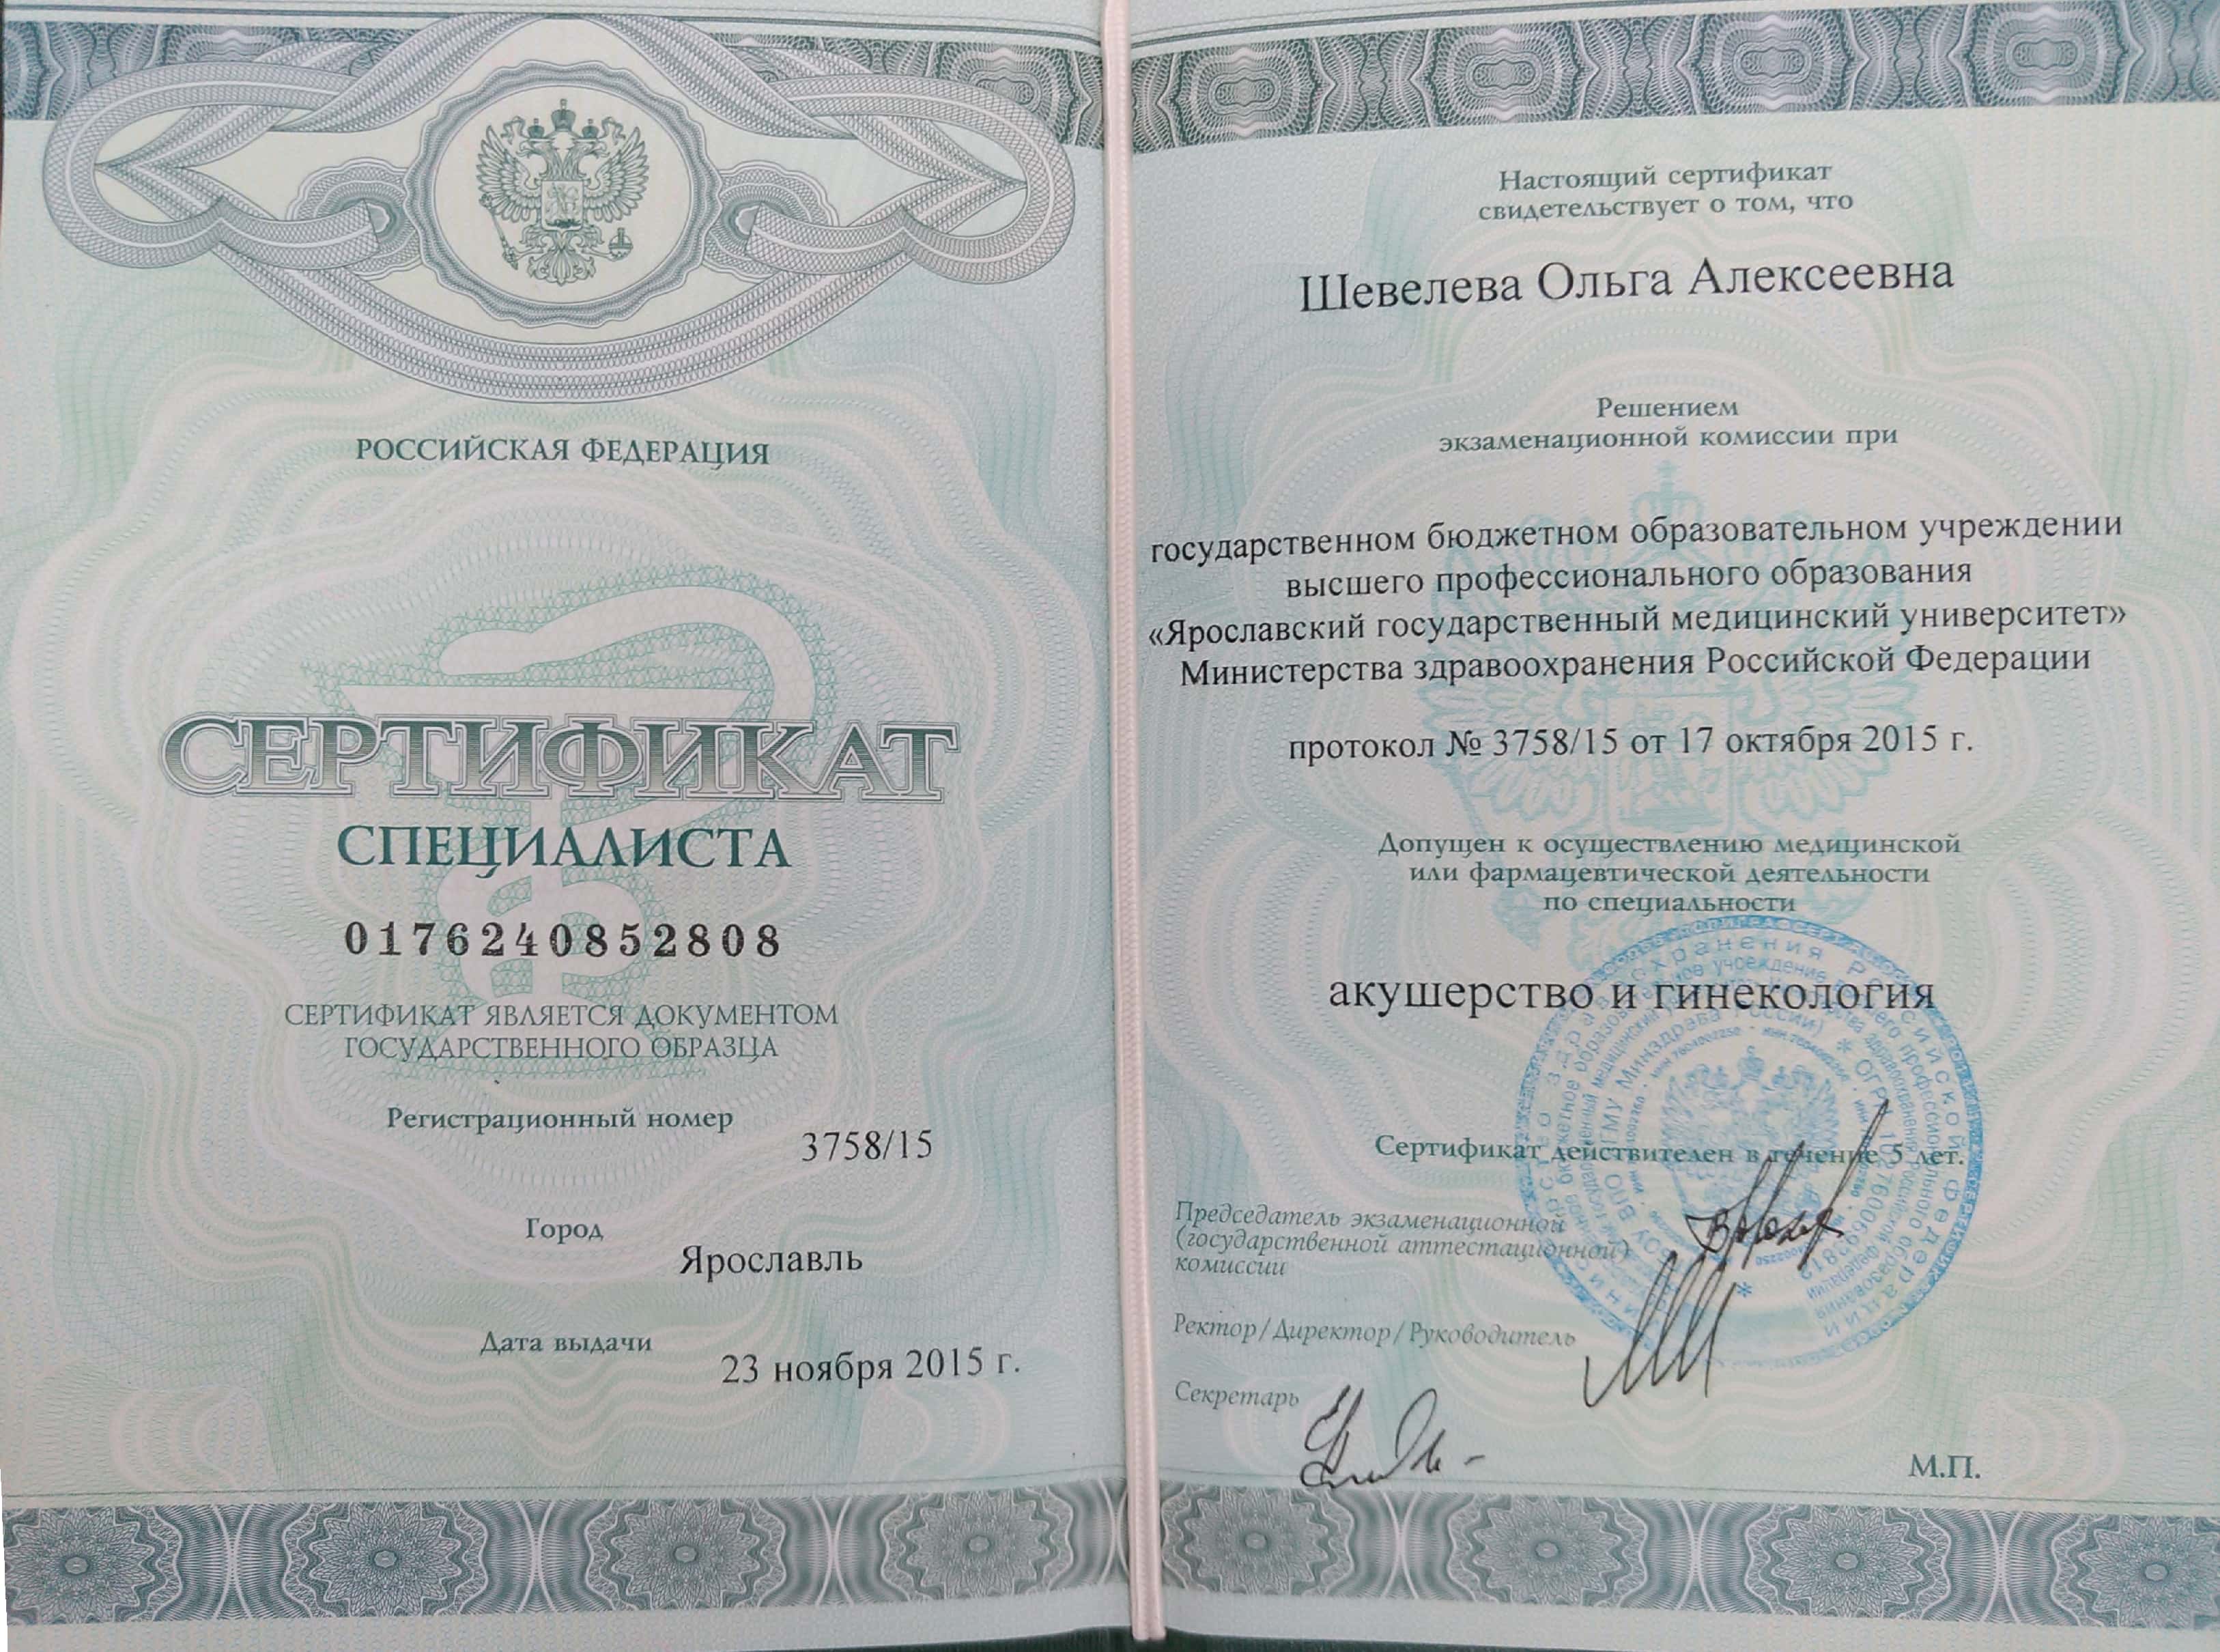 РОССИЙСКАЯ ФЕДЕРАЦИЯ
СЕРТИФИКАТ
СПЕЦИАЛИСТА
0176240852808
СЕРТИФИКАТ ЯВЛЯЕТСЯ ДОКУМЕНТОМ
ГОСУДАРСТВЕННОГО ОБРАЗЦА
Регистрационный номер
3758/15
Город
Ярославль
Дата выдачи
23 ноября 2015 г.
Настоящий сертификат
свидетельствует о том, что
Шевелева Ольга Алексеевна
Решением
экзаменационной комиссии при
государственном бюджетном образовательном учреждении
высшего профессионального образования
«Ярославский государственный медицинский университет»
Министерства здравоохранения Российской Федерации
протокол № 3758/15 от 17 октября 2015 г.
Допущен к осуществлению медицинской
или фармацевтической деятельности
по специальности
акушерство и гинекология
Сертификат действителен в течение 5 лет.
Председатель экзаменационной
(государственной аттестационной)
комиссии
Ректор/Директор/Руководитель
Секретарь
М.П.